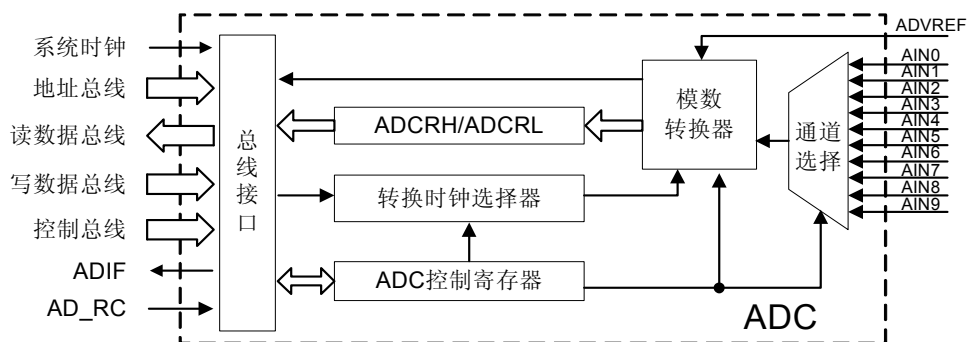 ADVREF
系统时钟
地址总线
读数据总线
写数据总线
控制总线
ADIF
AD_RC
总线接口
ADCRH/ADCRL
转换时钟选择器
ADC控制寄存器
模数
转换器
通道
选择
AIN0
AIN1
AIN2
AIN3
AIN4
AIN5
AIN6
AIN7
AIN8
AIN9
ADC